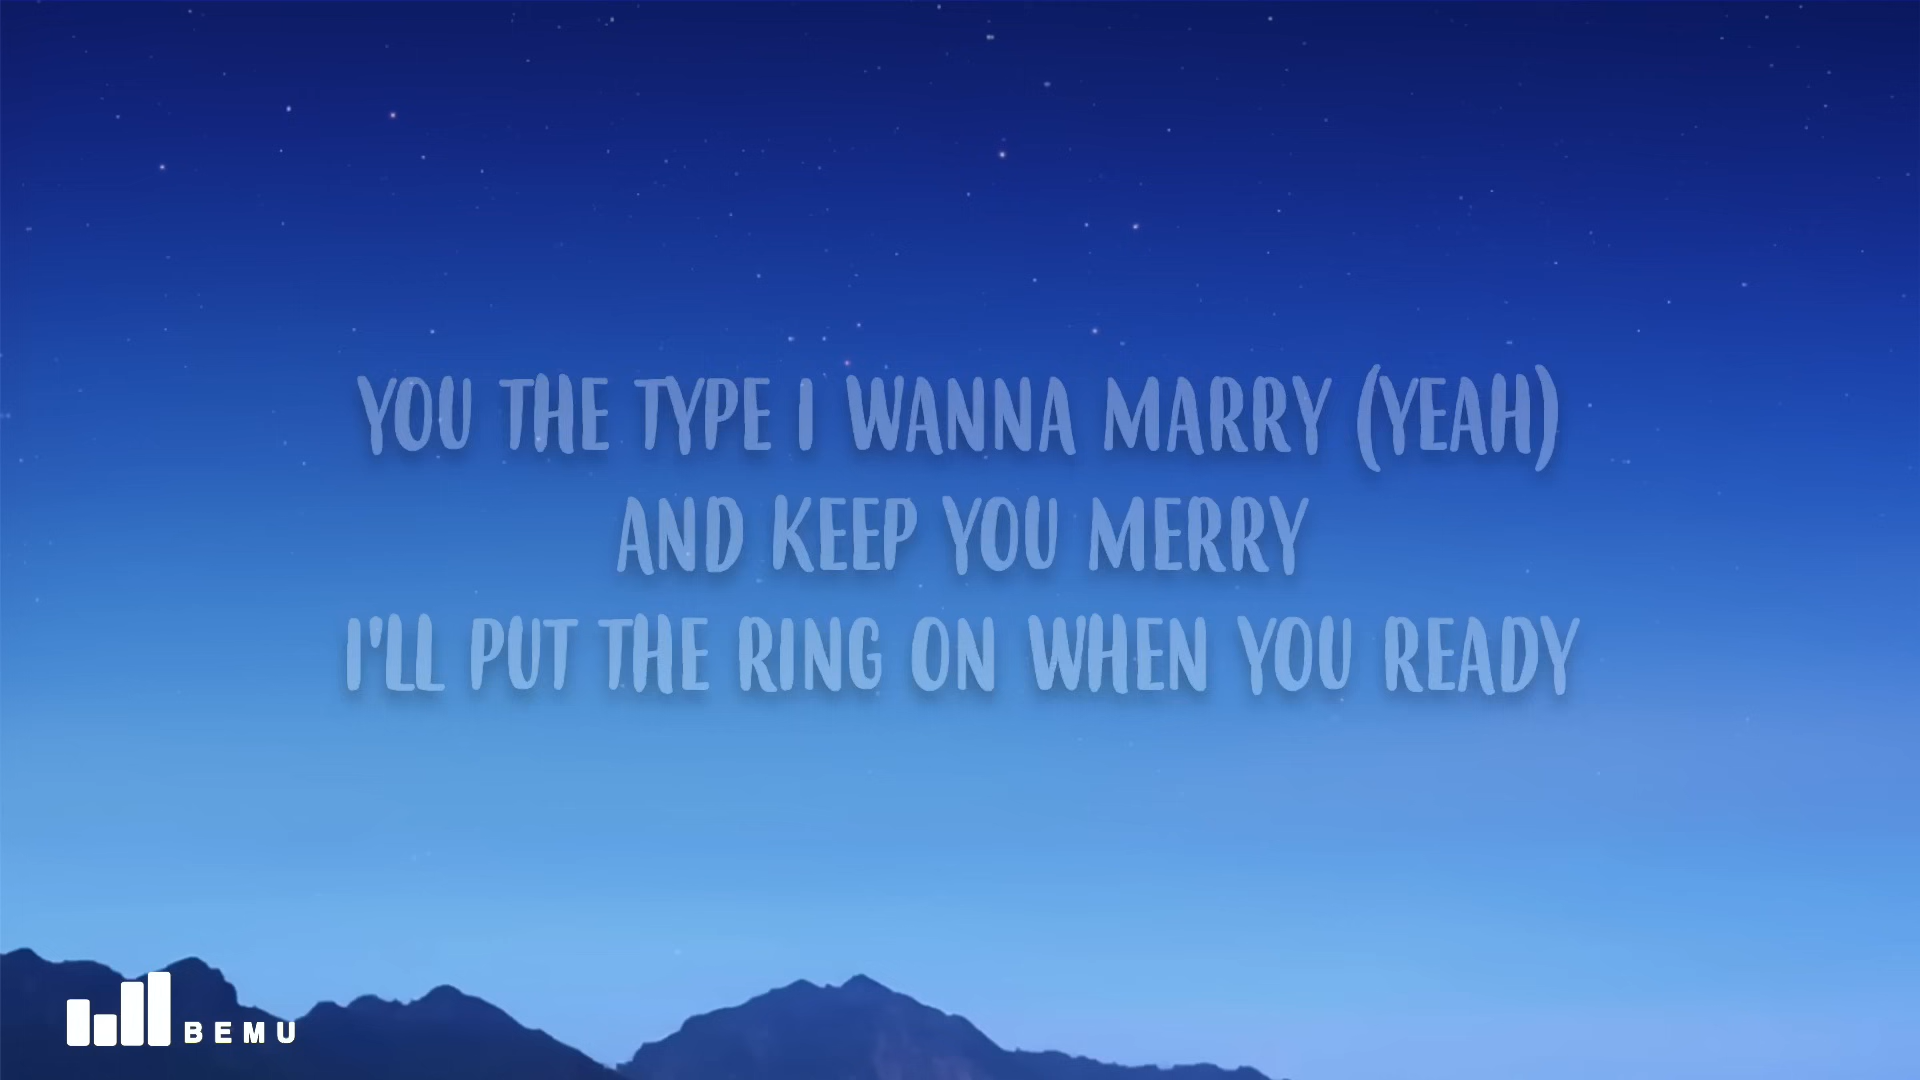 YOU THE TYPE I WANNA MARRY (YEAH)
AND KEEP YOU MERRY
I'LL PUT THE RING ON WHEN YOU READY
BEMU